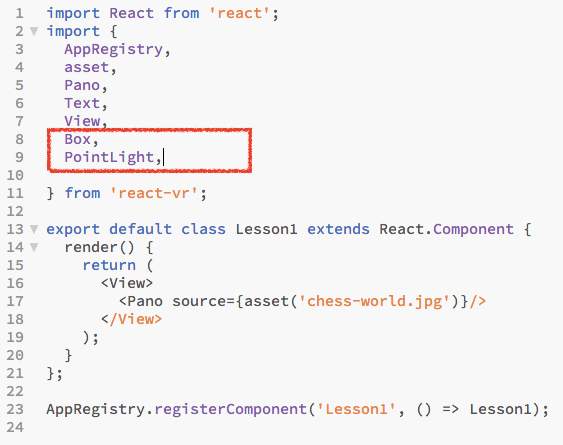 1 import React from 'react';
2 import {
3 AppRegistry,
4 asset,
5 Pano,
6 Text,
7 View,
8 Box,
9 PointLight,
10
11 } from 'react-vr';
12
13 export default class Lesson1 extends React.Component {
14 render() {
15 return (
16 <View>
17 <Pano source={asset('chess-world.jpg')}/>
18 </View>
19 );
20 }
21 };
22
23 AppRegistry.registerComponent('Lesson1', () => Lesson1);
24